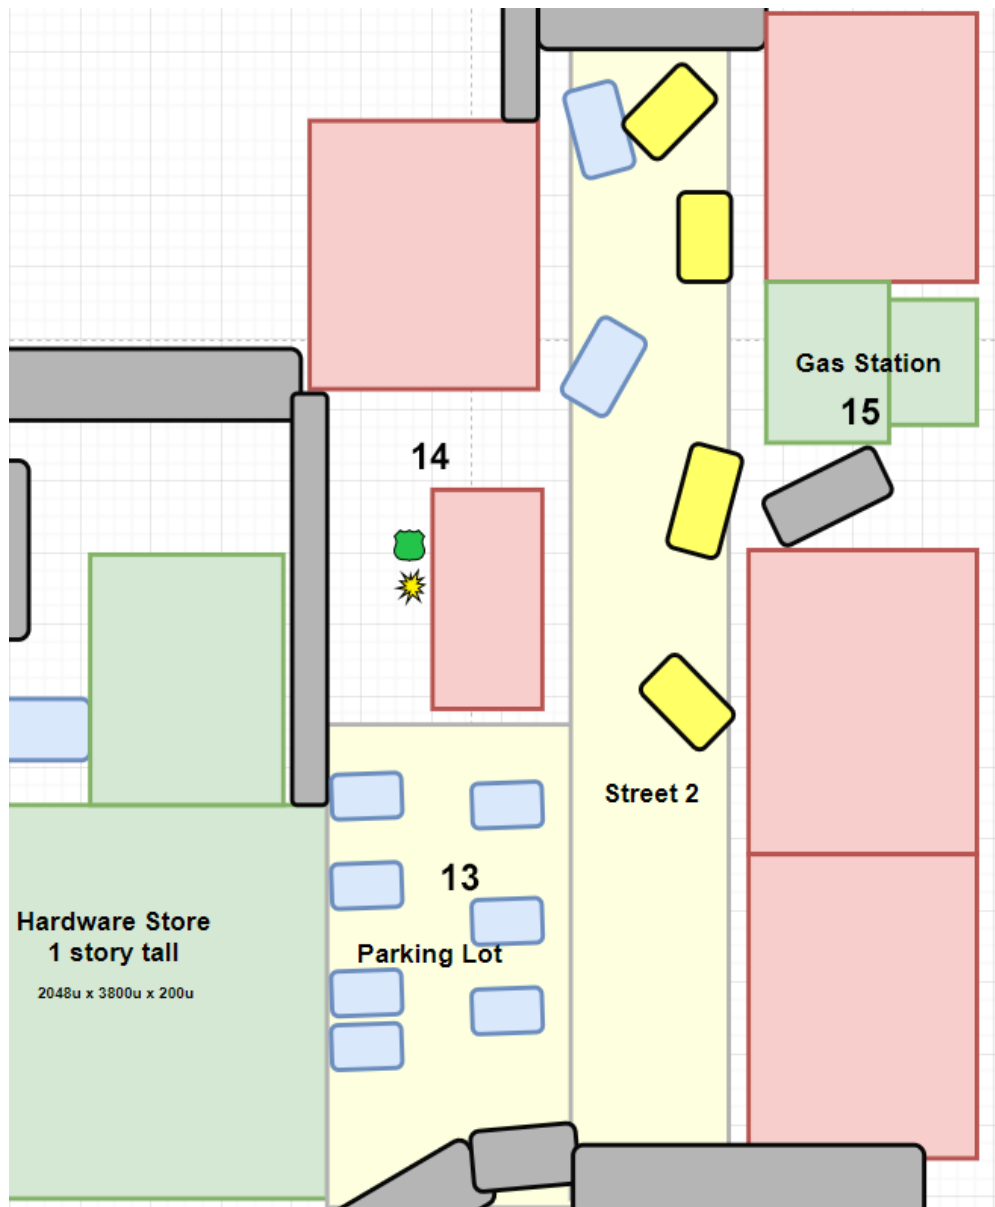 Gas Station
15
14
Street 2
13
Hardware Store
1 story tall
Parking Lot
2048u x 3800u x 200u